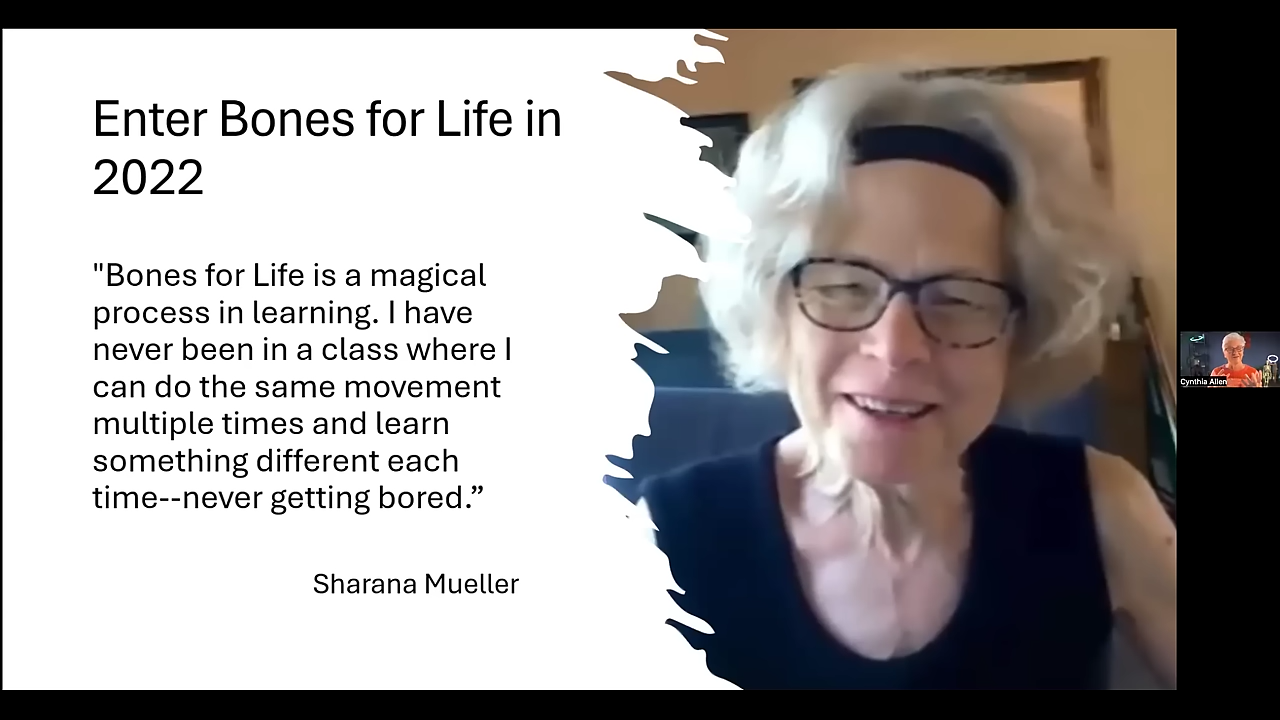 Enter Bones for Life in
2022
"Bones for Life is a magical
process in learning. I have
never been in a class where I
can do the same movement
multiple times and learn
something different each
time--never getting bored.”
Sharana Mueller
Cynthia Allen